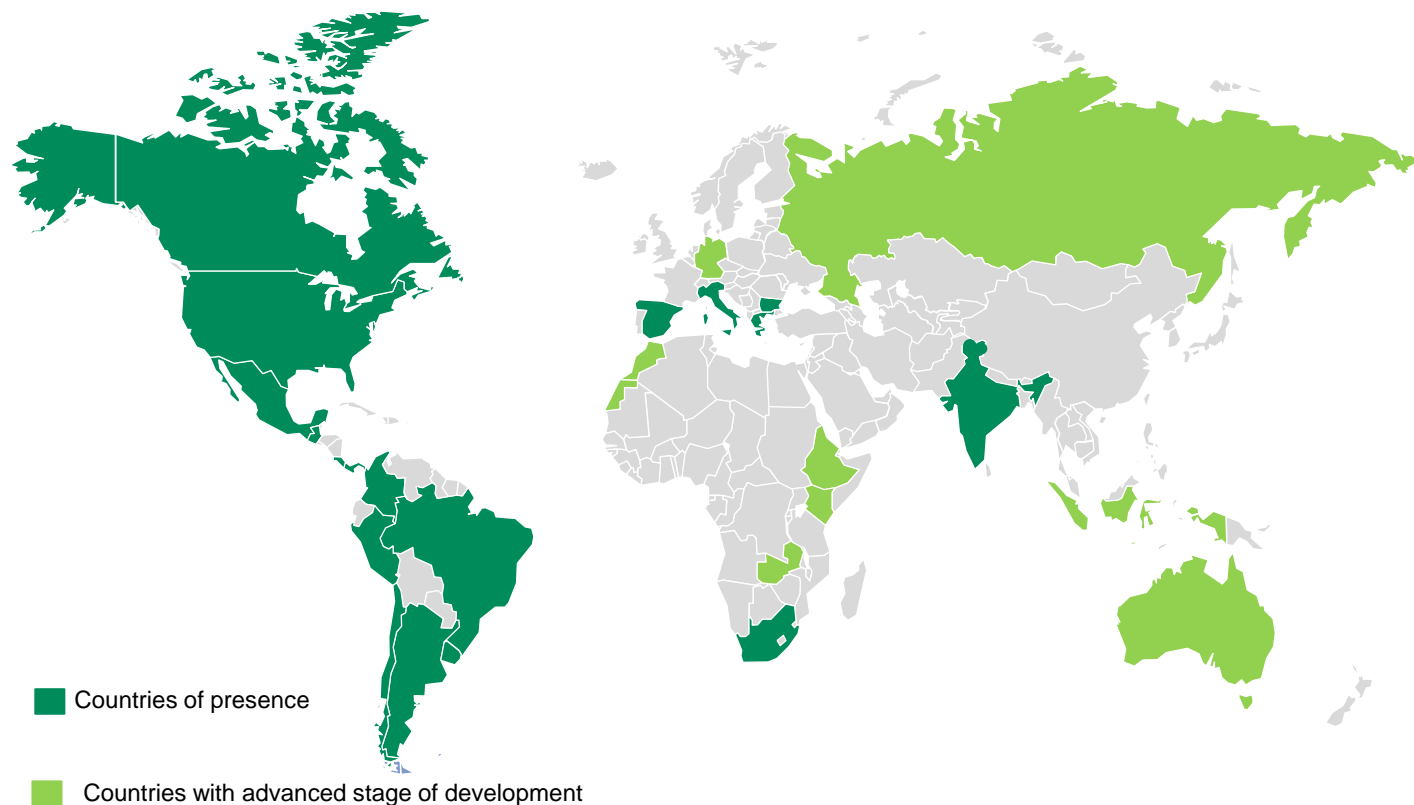 Countries of presence
Countries with advanced stage of development